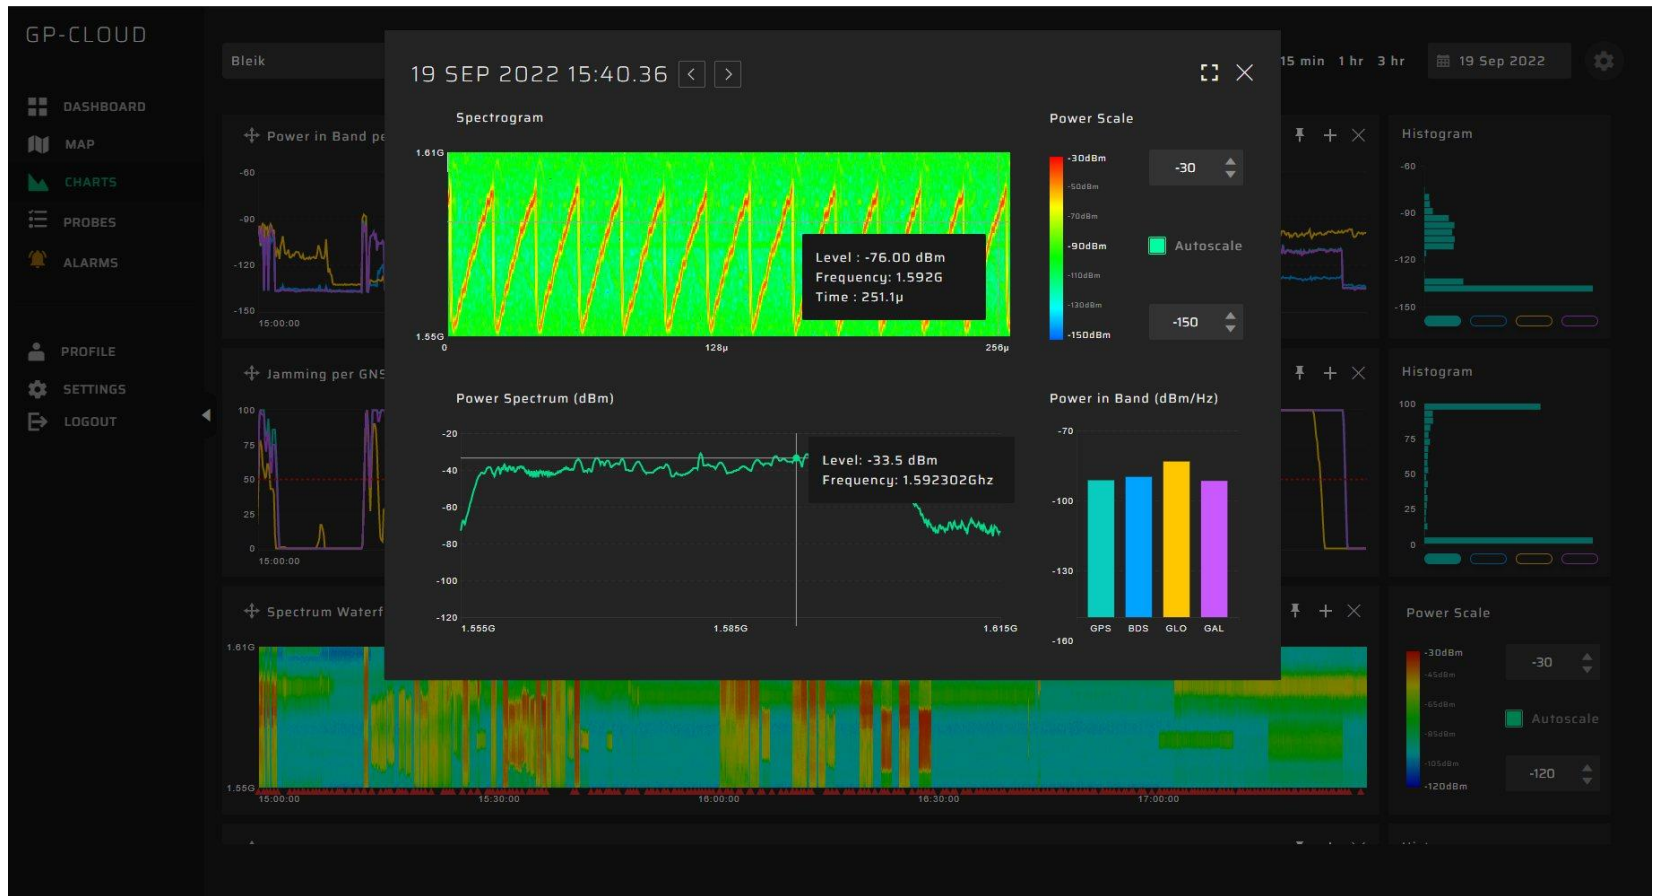 GP-CLOUD
DASHBOARD
MAP
CHARTS
PROBES
ALARMS
PROFILE
SETTINGS
LOGOUT
Bleik
15 min 1 hr 3 hr
19 Sep 2022
19 SEP 2022 15:40.36
Spectrogram
1.61G
1.55G
0
128µ
256µ
Level : -76.00 dBm
Frequency: 1.592G
Time : 251.1µ
Power Scale
-30dBm
-50dBm
-70dBm
-90dBm
-110dBm
-130dBm
-150dBm
-30
Autoscale
-150
Power Spectrum (dBm)
-20
-40
-60
-80
-100
-120
1.555G
1.585G
1.615G
Level: -33.5 dBm
Frequency: 1.592302Ghz
Power in Band (dBm/Hz)
-70
-100
-130
-160
GPS
BDS
GLO
GAL
Power in Band pe
-60
-90
-120
-150
15:00:00
Histogram
-60
-90
-120
-150
Jamming per GNS
100
75
50
25
0
15:00:00
Histogram
100
75
50
25
0
Spectrum Waterf
1.61G
1.55G
15:00:00
15:30:00
16:00:00
16:30:00
17:00:00
Power Scale
-30dBm
-45dBm
-65dBm
-85dBm
-105dBm
-120dBm
-30
Autoscale
-120